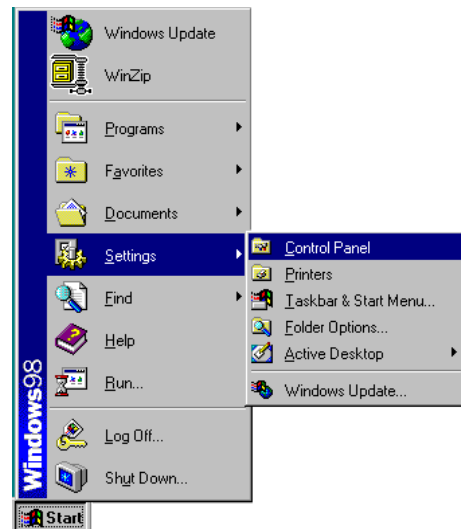 Windows Update
WinZip
Programs
Favorites
Documents
Settings
Find
Help
Run...
Log Off...
Shut Down...
Control Panel
Printers
Taskbar & Start Menu...
Folder Options...
Active Desktop
Windows Update...
Windows98
Start